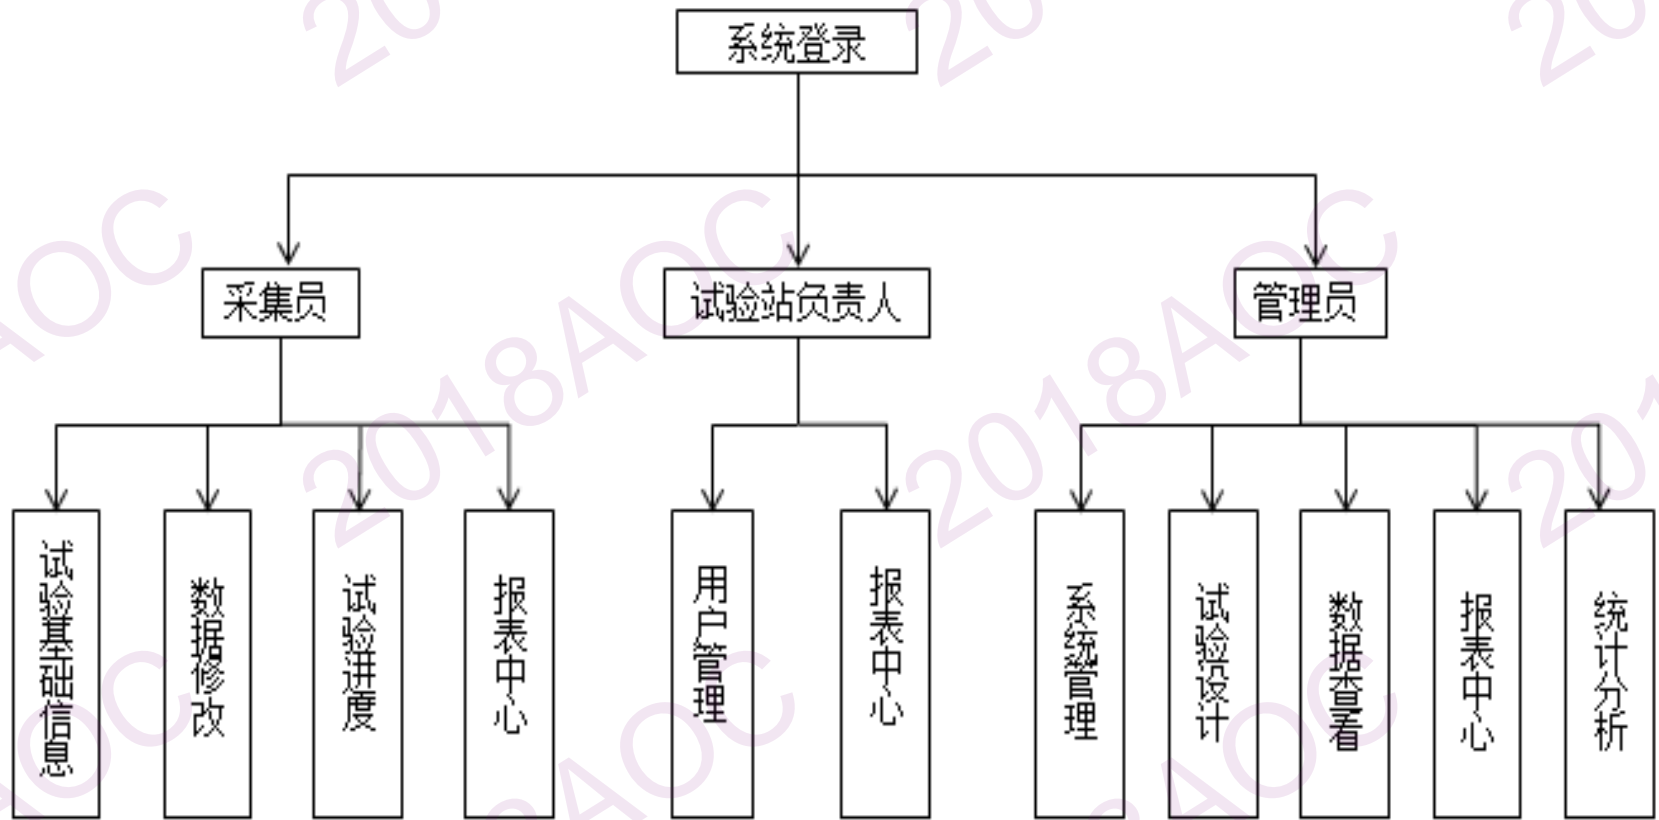 系统登录
采集员
试验站负责人
管理员
试验基础信息
数据修改
试验进度
报表中心
用户管理
报表中心
系统管理
试验设计
数据查看
报表中心
统计分析
2018AOC